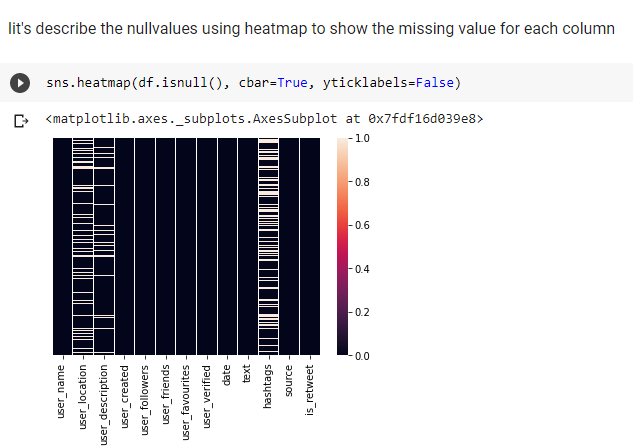 lit's describe the nullvalues using heatmap to show the missing value for each column
sns.heatmap(df.isnull(), cbar=True, yticklabels=False)
<matplotlib.axes._subplots.AxesSubplot at 0x7fdf16d039e8>
1.0
0.8
0.6
0.4
0.2
0.0
user_name
user_location
user_description
user_created
user_followers
user_friends
user_favourites
user_verified
date
text
hashtags
source
is_retweet